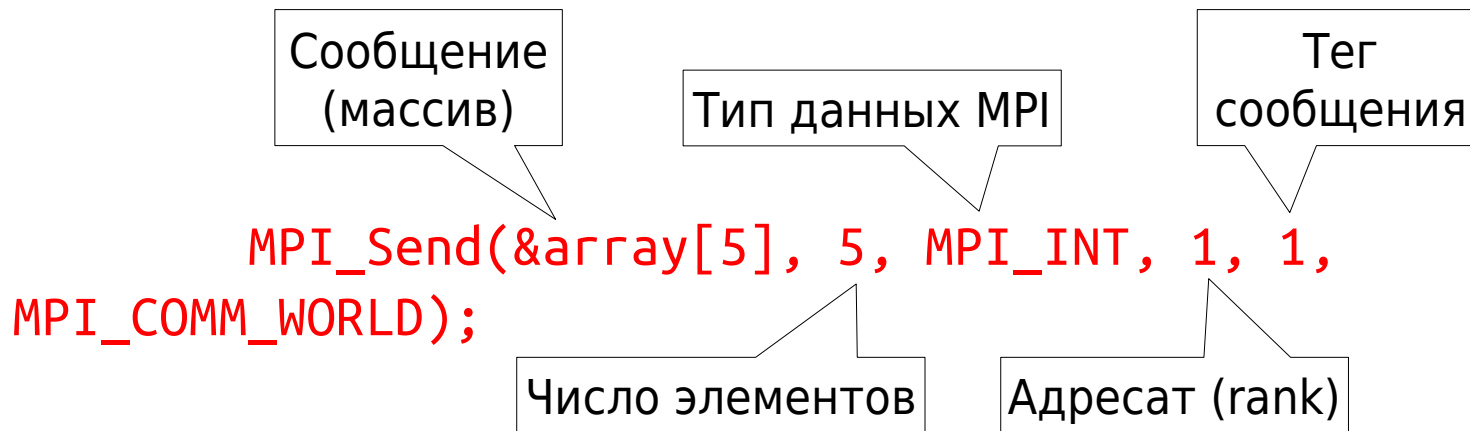 Сообщение
(массив)
Тип данных MPI
Тег
сообщения
MPI_Send(&array[5], 5, MPI_INT, 1, 1,
MPI_COMM_WORLD);
Число элементов
Адресат (rank)